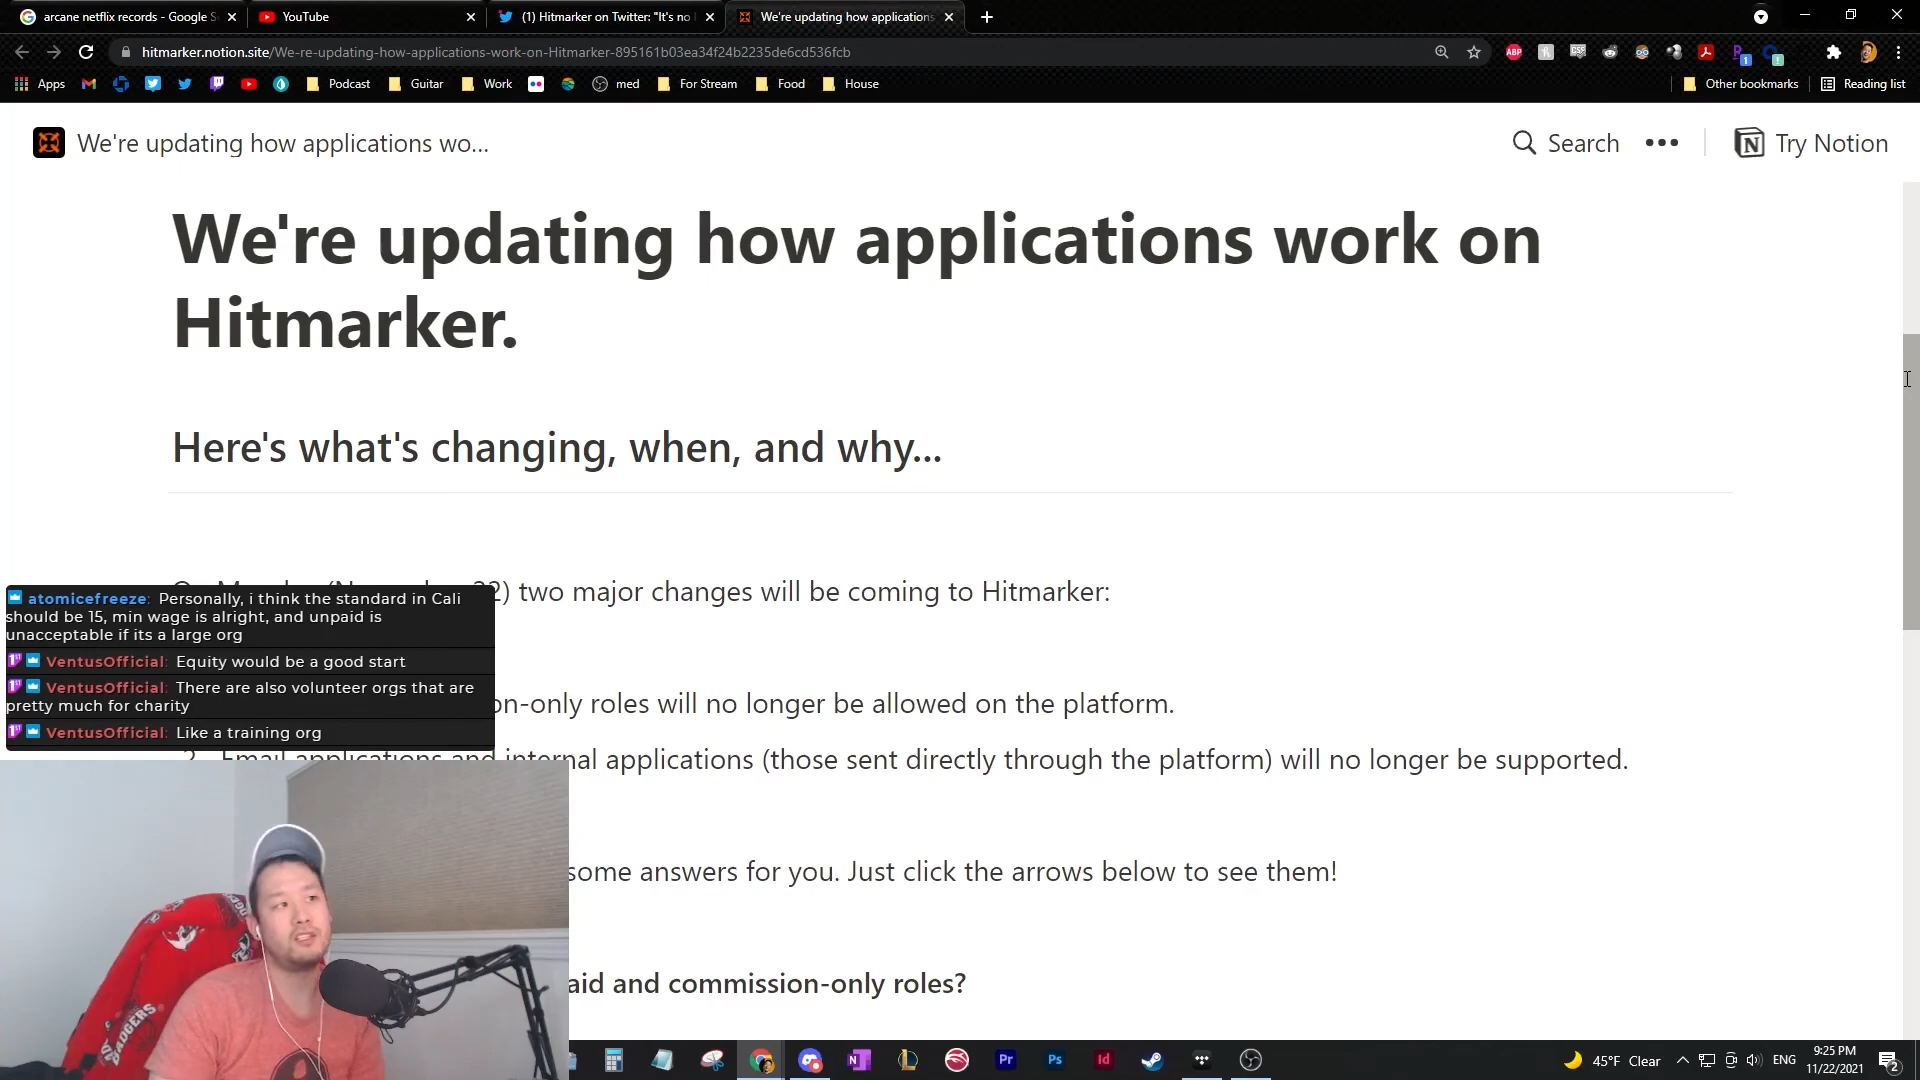 arcane netflix records - Google S
YouTube
(1) Hitmarker on Twitter: "It's no
We're updating how applications
hitmarker.notion.site/We-re-updating-how-applications-work-on-Hitmarker-895161b03ea34f24b2235de6cd536fcb
Apps
Podcast
Guitar
Work
med
For Stream
Food
House
Other bookmarks
Reading list
We're updating how applications wo...
Search
Try Notion
We're updating how applications work on
Hitmarker.
Here's what's changing, when, and why...
2) two major changes will be coming to Hitmarker:
atomicefreeze: Personally, i think the standard in Cali
should be 15, min wage is alright, and unpaid is
unacceptable if its a large org
VentusOfficial: Equity would be a good start
VentusOfficial: There are also volunteer orgs that are
pretty much for charity
VentusOfficial: Like a training org
on-only roles will no longer be allowed on the platform.
2. Email applications and internal applications (those sent directly through the platform) will no longer be supported.
some answers for you. Just click the arrows below to see them!
aid and commission-only roles?
BADGERS
45°F Clear
ENG
9:25 PM
11/22/2021
2